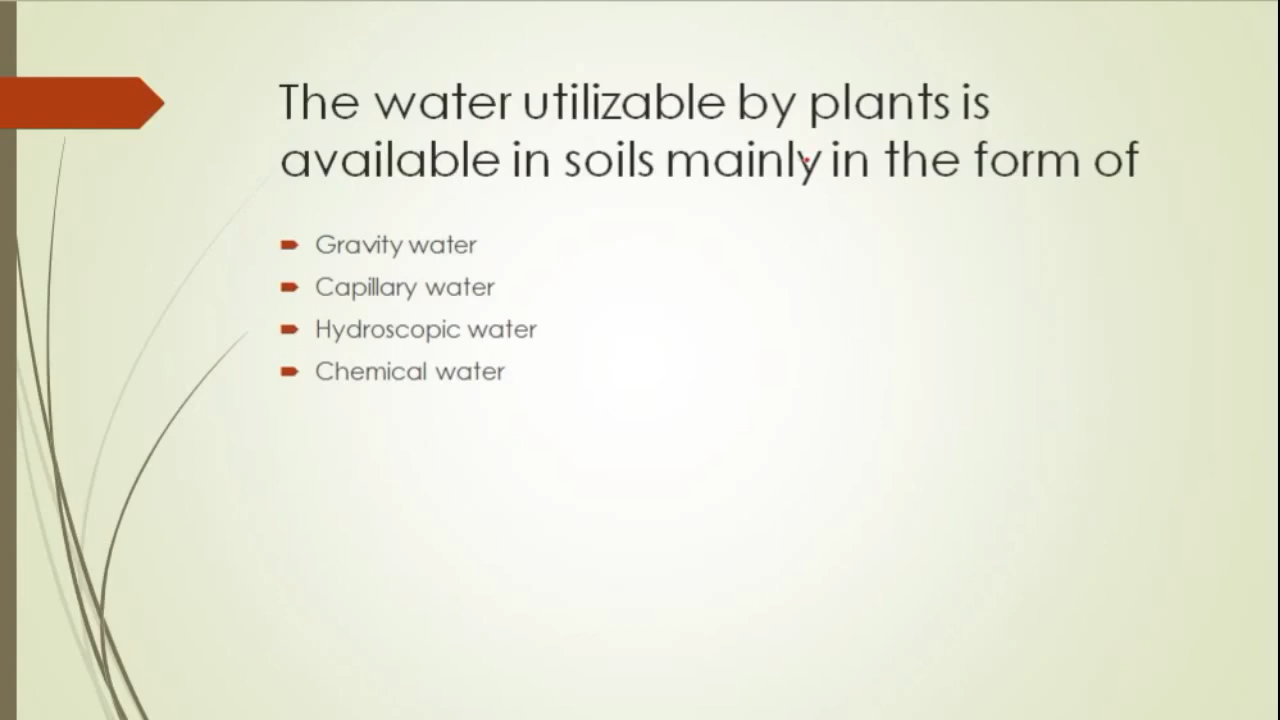 The water utilizable by plants is
available in soils mainly in the form of
Gravity water
Capillary water
Hydroscopic water
Chemical water